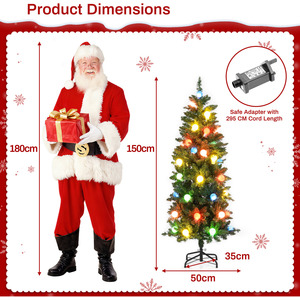 Product Dimensions
Safe Adapter with
295 CM Cord Length
180cm
150cm
35cm
50cm